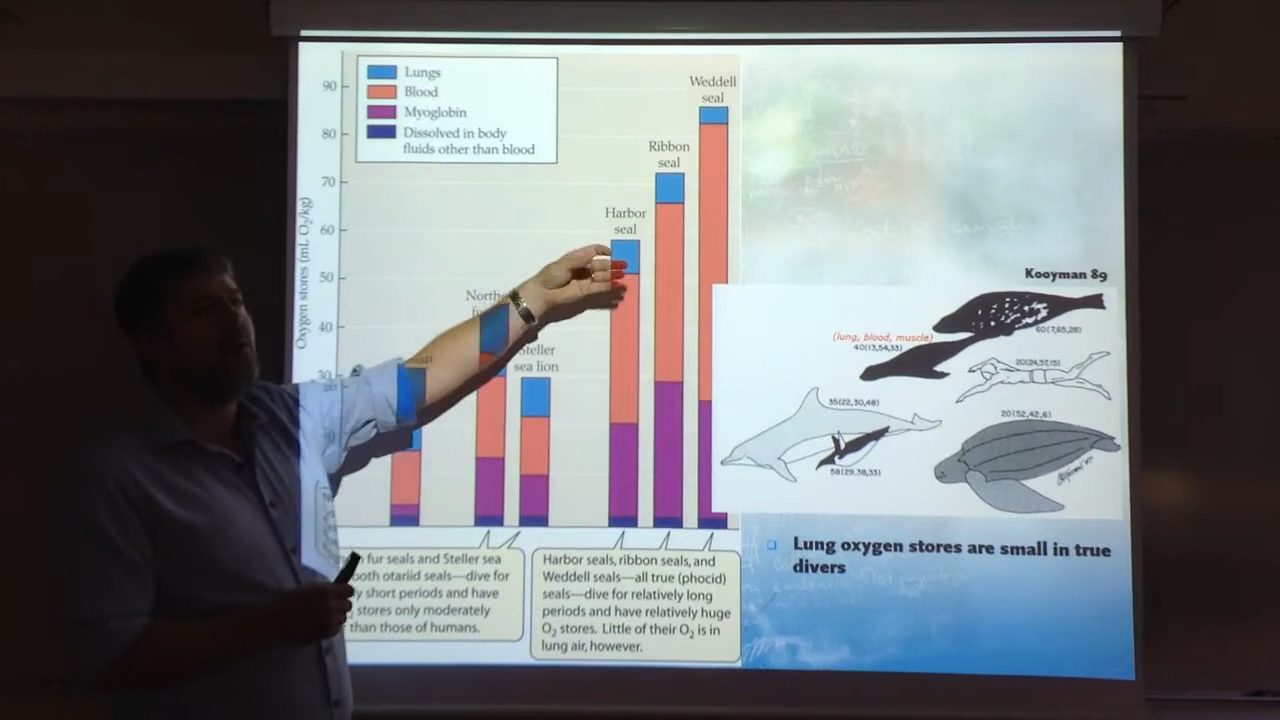 Lungs
Blood
Myoglobin
Dissolved in body
fluids other than blood
Oxygen stores (mL O₂/kg)
90
80
70
60
50
40
30
Steller
sea lion
Harbor
seal
Ribbon
seal
Weddell
seal
fur seals and Steller sea
both otariid seals—dive for
short periods and have
stores only moderately
than those of humans.
Harbor seals, ribbon seals, and
Weddell seals—all true (phocid)
seals—dive for relatively long
periods and have relatively huge
O₂ stores. Little of their O₂ is in
lung air, however.
Kooyman 89
60(7,65,28)
(lung, blood, muscle)
40(13,54,33)
20(24,57,15)
35(22,30,48)
20(52,42,6)
58(29,38,33)
Lung oxygen stores are small in true
divers